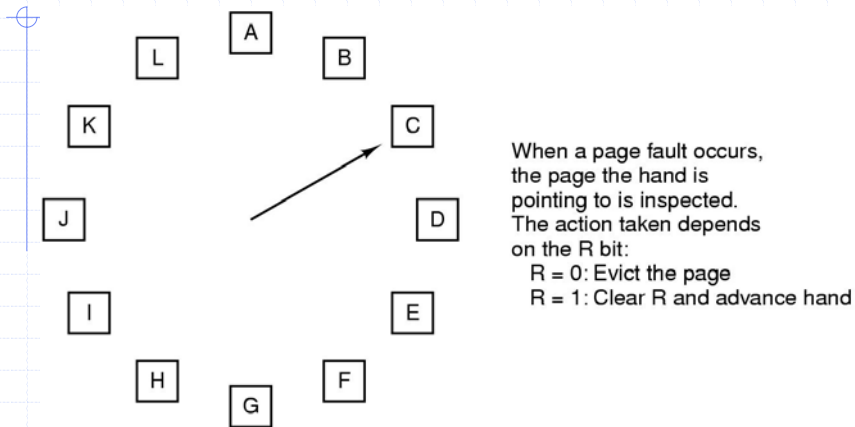 A
L
B
K
C
J
D
I
E
H
F
G
When a page fault occurs,
the page the hand is
pointing to is inspected.
The action taken depends
on the R bit:
R = 0: Evict the page
R = 1: Clear R and advance hand